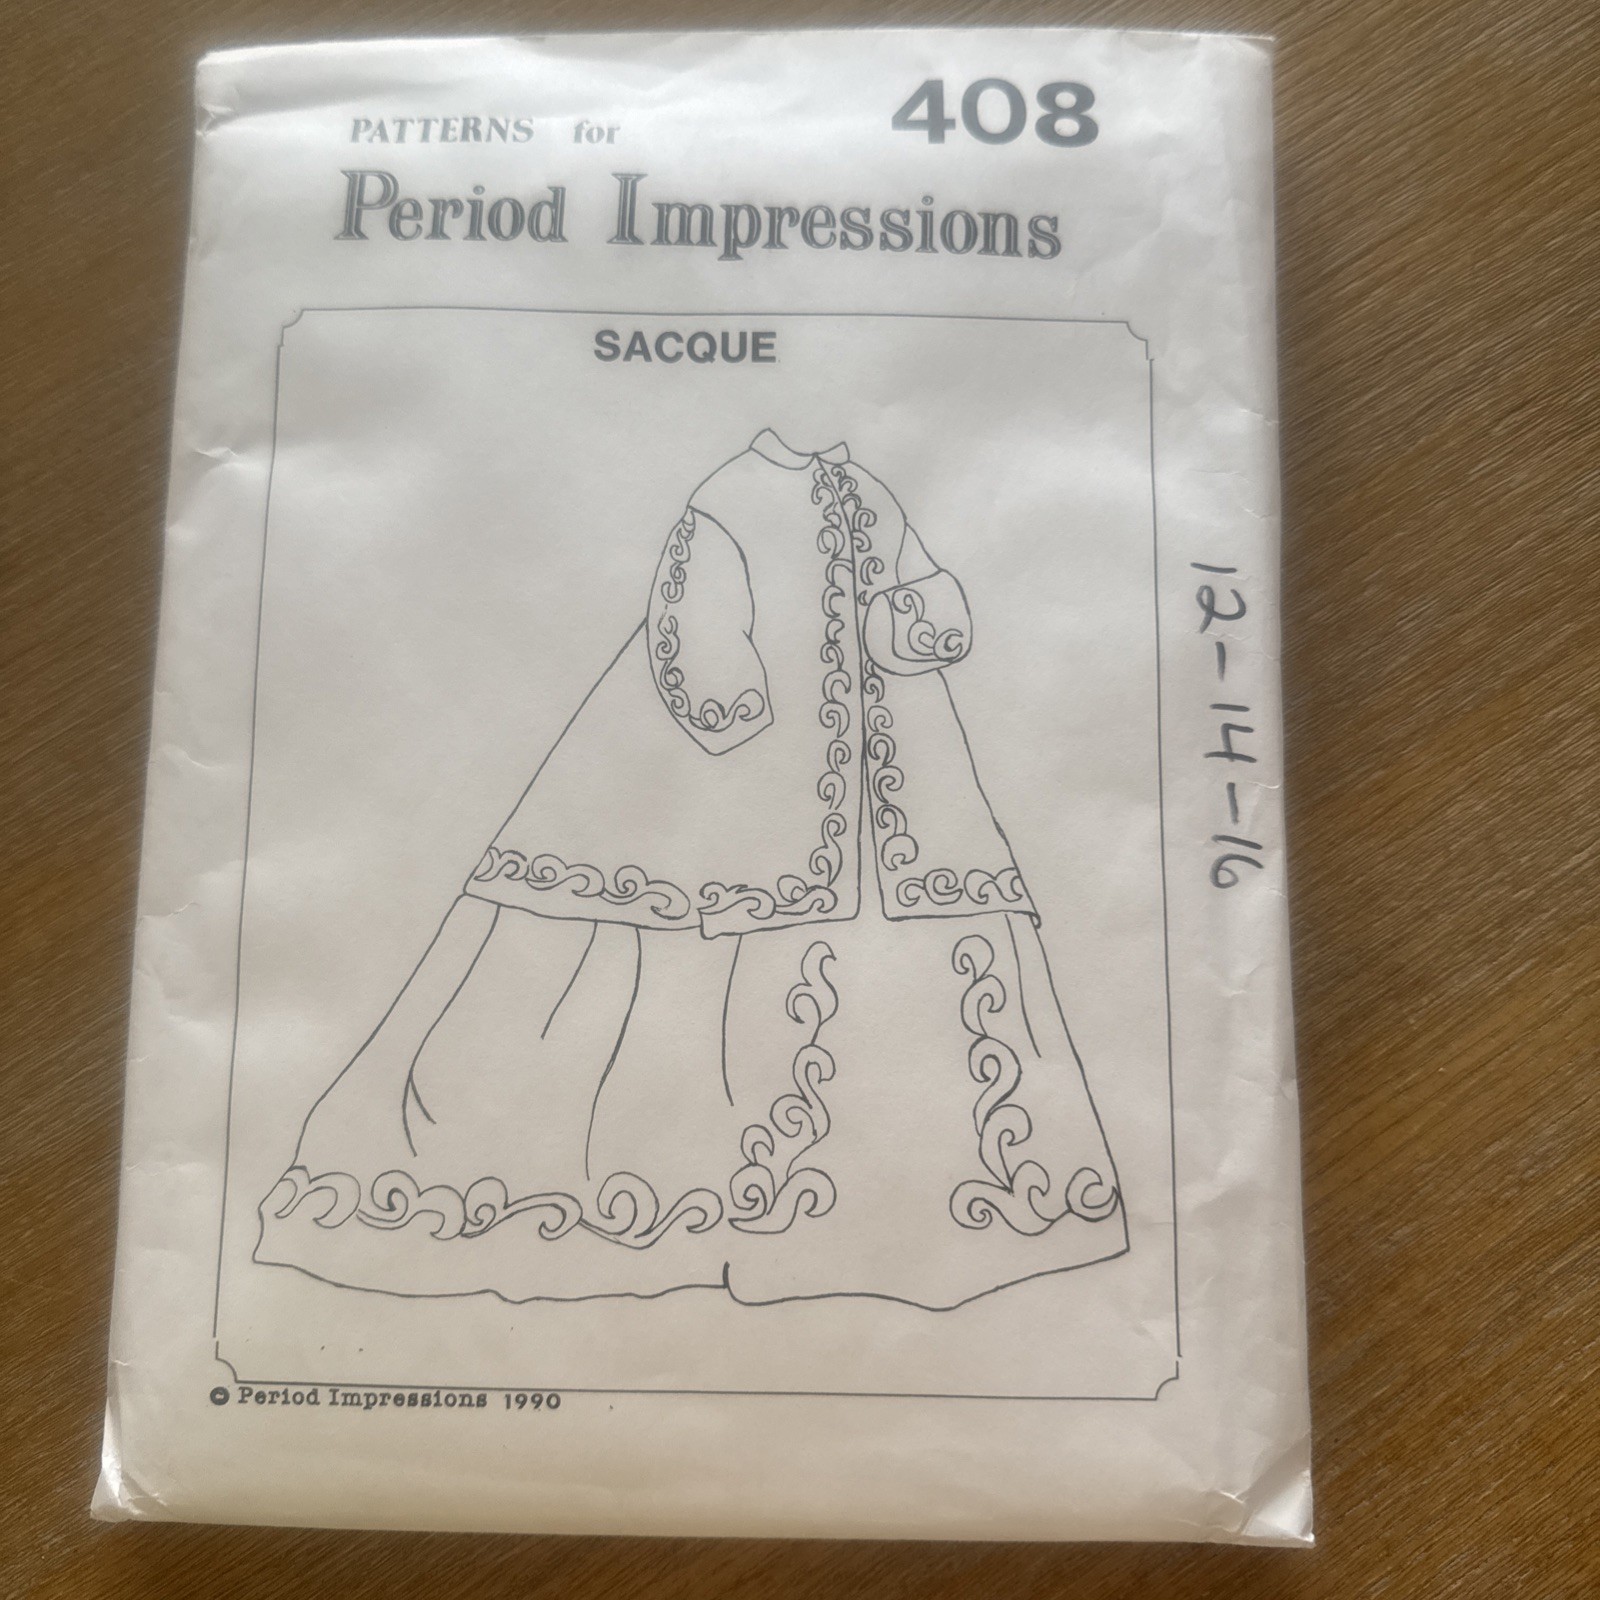 408
PATTERNS for
Period Impressions
SACQUE
12-14-16
© Period Impressions 1990